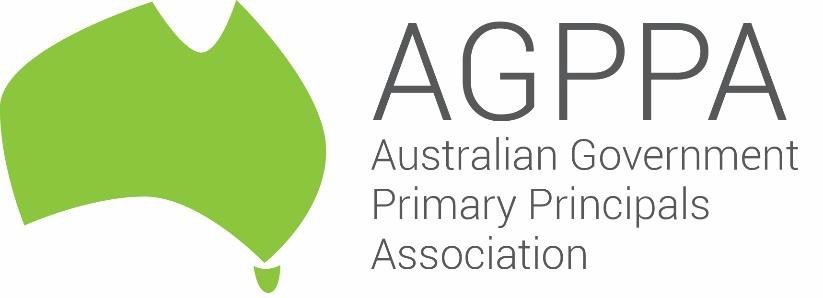 AGPPA
Australian Government
Primary Principals
Association